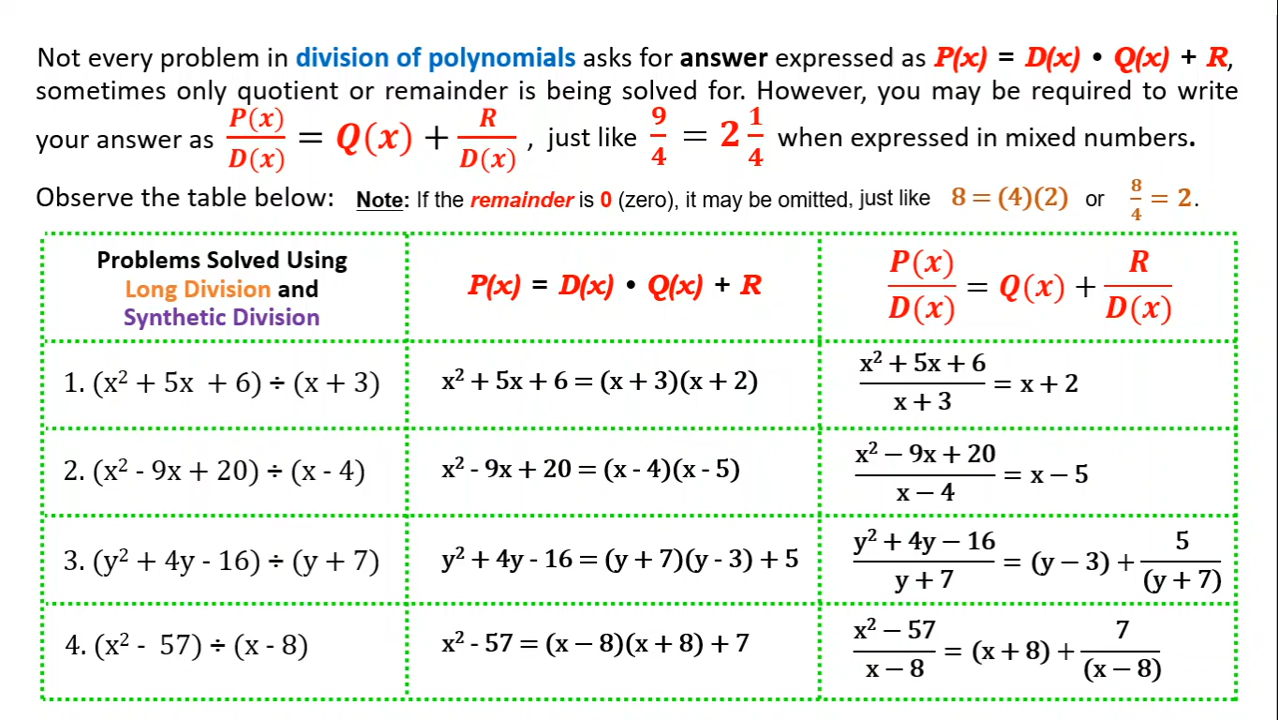 Not every problem in division of polynomials asks for answer expressed as P(x) = D(x) • Q(x) + R,
sometimes only quotient or remainder is being solved for. However, you may be required to write
your answer as P(x)/D(x) = Q(x) + R/D(x) , just like 9/4 = 2 1/4 when expressed in mixed numbers.
Observe the table below: Note: If the remainder is 0 (zero), it may be omitted, just like 8 = (4)(2) or 8/4 = 2.
Problems Solved Using
Long Division and
Synthetic Division
P(x) = D(x) • Q(x) + R
P(x)/D(x) = Q(x) + R/D(x)
1. (x² + 5x + 6) ÷ (x + 3)
x² + 5x + 6 = (x + 3)(x + 2)
x² + 5x + 6/x + 3 = x + 2
2. (x² - 9x + 20) ÷ (x - 4)
x² - 9x + 20 = (x - 4)(x - 5)
x² − 9x + 20/x − 4 = x − 5
3. (y² + 4y - 16) ÷ (y + 7)
y² + 4y - 16 = (y + 7)(y - 3) + 5
y² + 4y − 16/y + 7 = (y − 3) + 5/(y + 7)
4. (x² - 57) ÷ (x - 8)
x² - 57 = (x − 8)(x + 8) + 7
x² − 57/x − 8 = (x + 8) + 7/(x − 8)